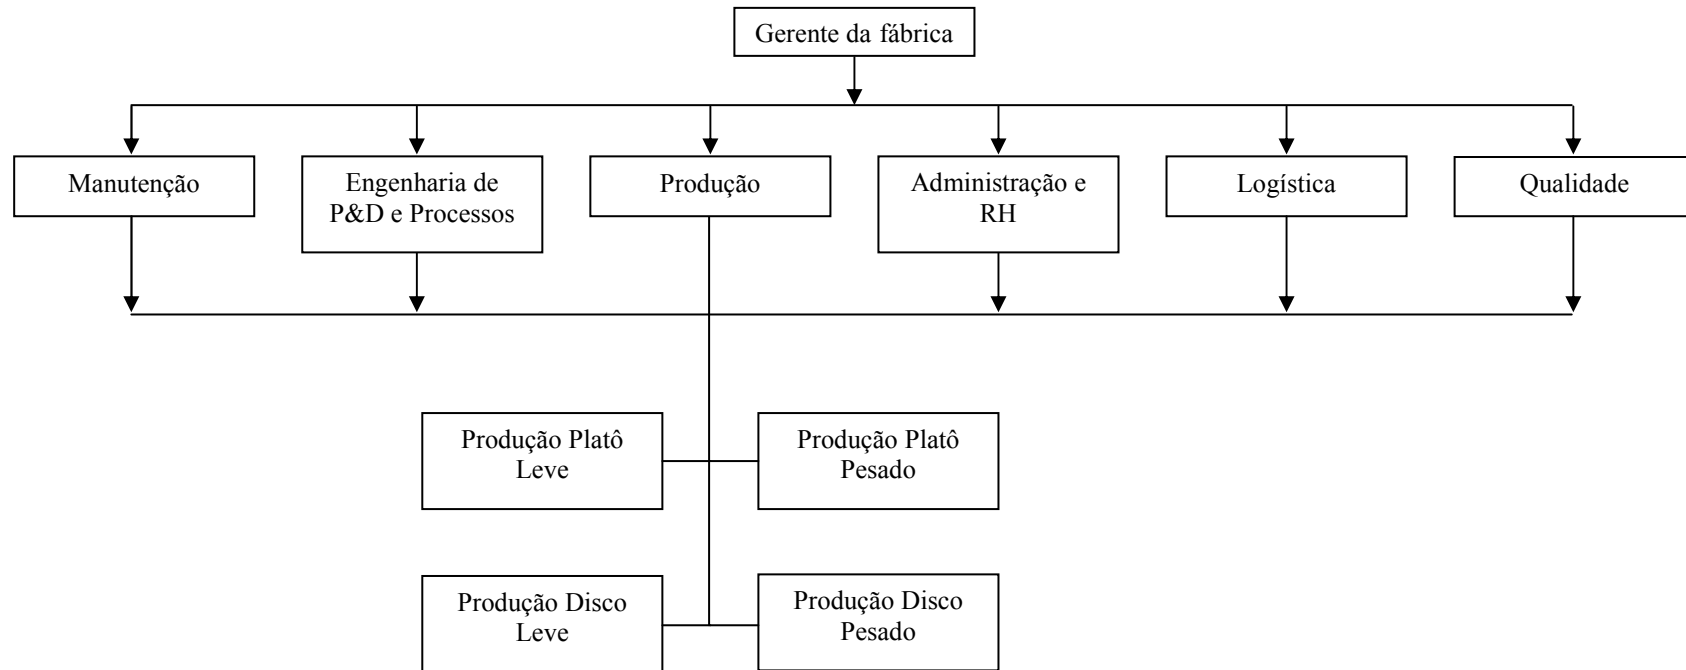 Gerente da fábrica
Manutenção
Engenharia de
P&D e Processos
Produção
Administração e
RH
Logística
Qualidade
Produção Platô
Leve
Produção Platô
Pesado
Produção Disco
Leve
Produção Disco
Pesado